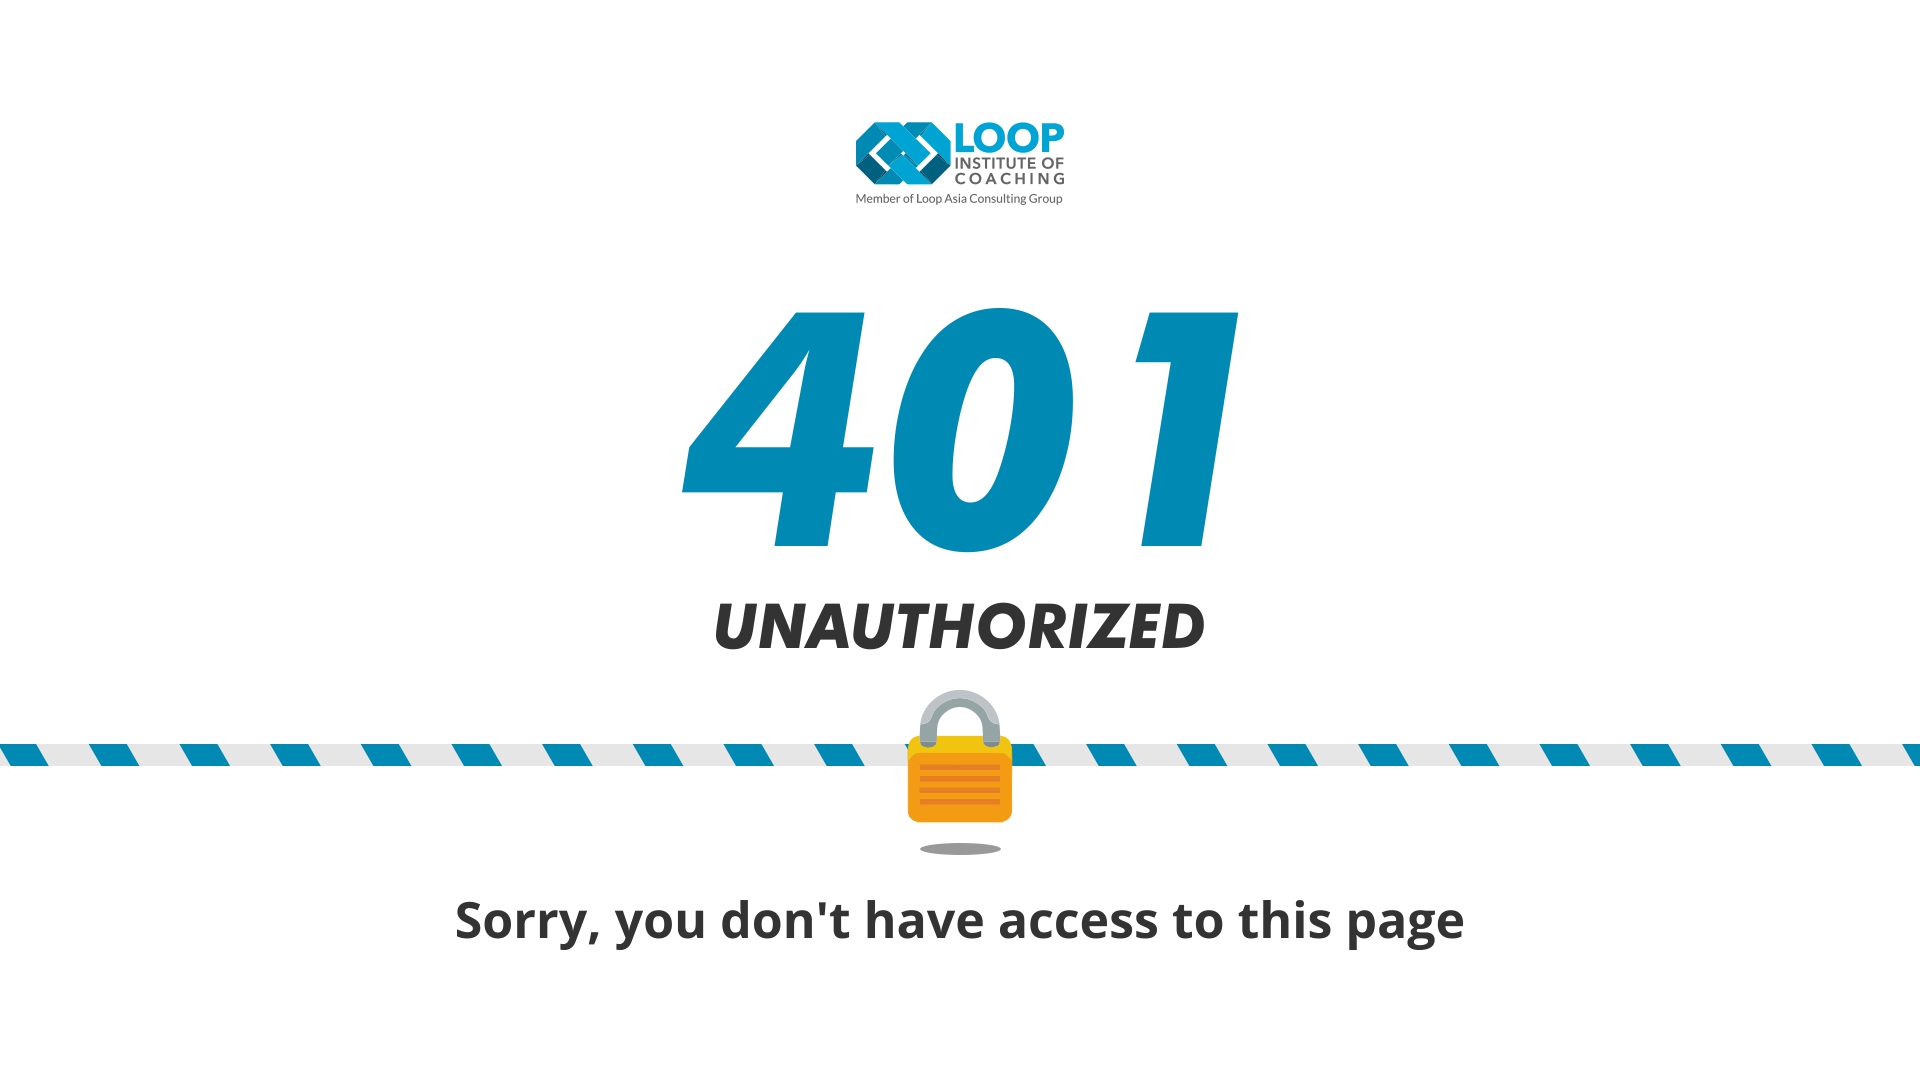 LOOP
INSTITUTE OF
COACHING
Member of Loop Asia Consulting Group
401
UNAUTHORIZED
Sorry, you don't have access to this page